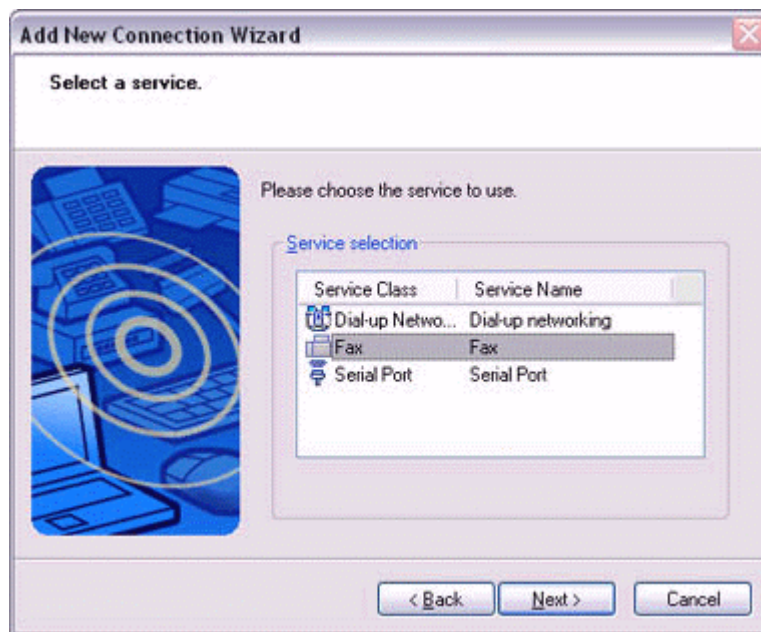 Add New Connection Wizard
Select a service.
Please choose the service to use.
Service selection
Service Class Service Name
Dial-up Netwo... Dial-up networking
Fax Fax
Serial Port Serial Port
< Back Next > Cancel